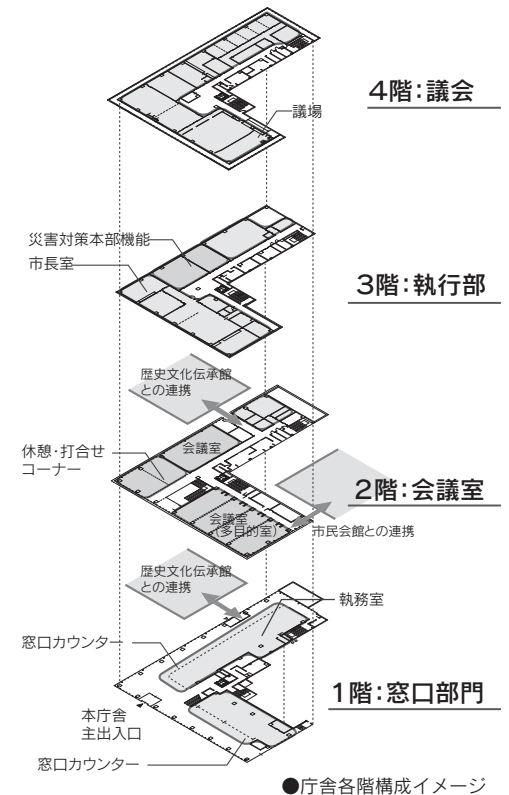 4階：議会
議場
災害対策本部機能
市長室
3階：執行部
歴史文化伝承館
との連携
休憩・打合せ
コーナー
会議室
2階：会議室
会議室
（多目的室）
市民会館との連携
歴史文化伝承館
との連携
執務室
窓口カウンター
1階：窓口部門
本庁舎
主出入口
窓口カウンター
●庁舎各階構成イメージ